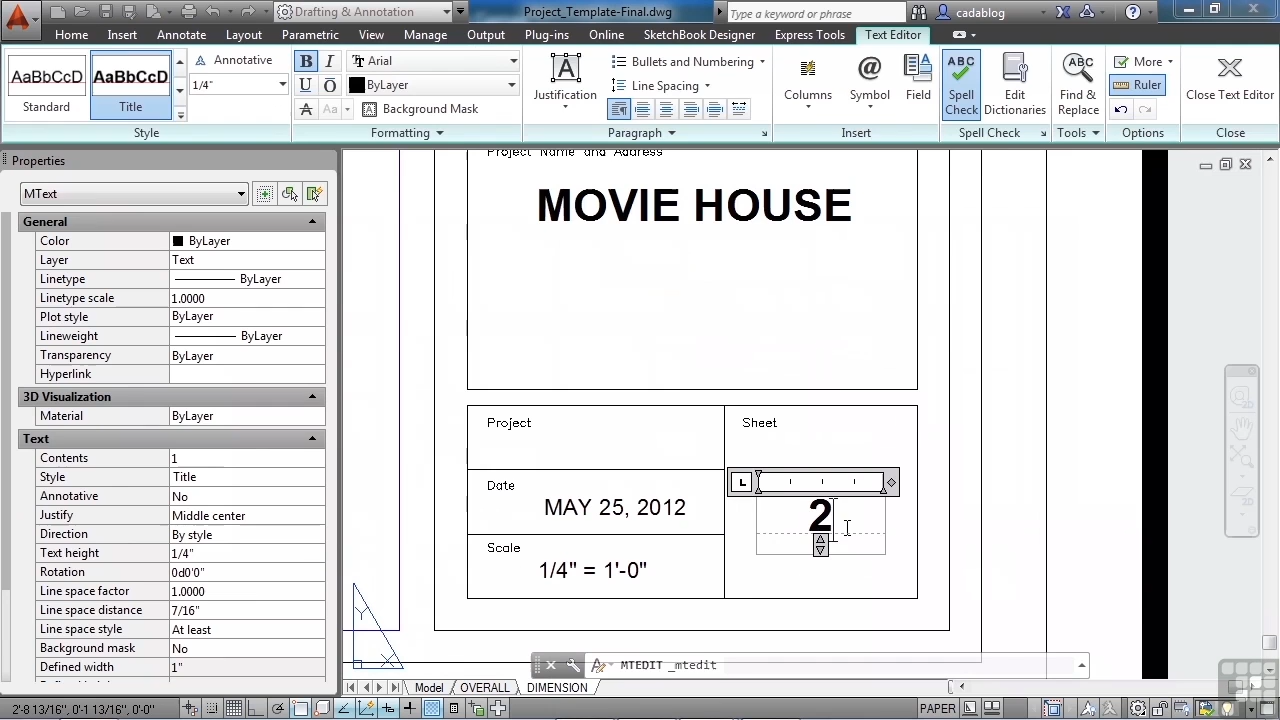 Drafting & Annotation
Project_Template-Final.dwg
Type a keyword or phrase
cadablog
Home Insert Annotate Layout Parametric View Manage Output Plug-ins Online SketchBook Designer Express Tools Text Editor
AaBbCcD AaBbCcD
Standard Title
Annotative
1/4"
Style
B I Arial
U O ByLayer
A Aa Background Mask
Formatting
A
Justification
Bullets and Numbering
Line Spacing
Paragraph
Columns
@
Symbol
Field
Insert
ABC
Spell
Check
Edit
Dictionaries
Spell Check
ABC
Find &
Replace
Tools
More
Ruler
Options
Close Text Editor
Close
Properties
MText
General
Color ByLayer
Layer Text
Linetype ByLayer
Linetype scale 1.0000
Plot style ByLayer
Lineweight ByLayer
Transparency ByLayer
Hyperlink
3D Visualization
Material ByLayer
Text
Contents 1
Style Title
Annotative No
Justify Middle center
Direction By style
Text height 1/4"
Rotation 0d0'0"
Line space factor 1.0000
Line space distance 7/16"
Line space style At least
Background mask No
Defined width 1"
Project Name and Address
MOVIE HOUSE
Project
Sheet
Date
MAY 25, 2012
L
2
Scale
1/4" = 1'-0"
Y
X
MTEDIT _mtedit
Model OVERALL DIMENSION
2'-8 13/16", 0'-1 13/16", 0'-0"
PAPER